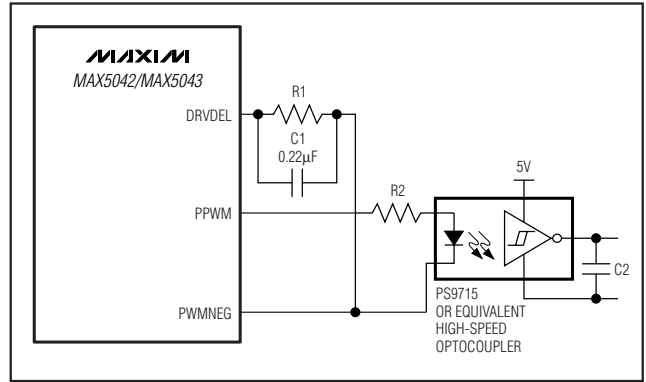 MAXIM
MAX5042/MAX5043
DRVDEL
R1
C1
0.22µF
PPWM
R2
5V
C2
PWMNEG
PS9715
OR EQUIVALENT
HIGH-SPEED
OPTOCOUPLER